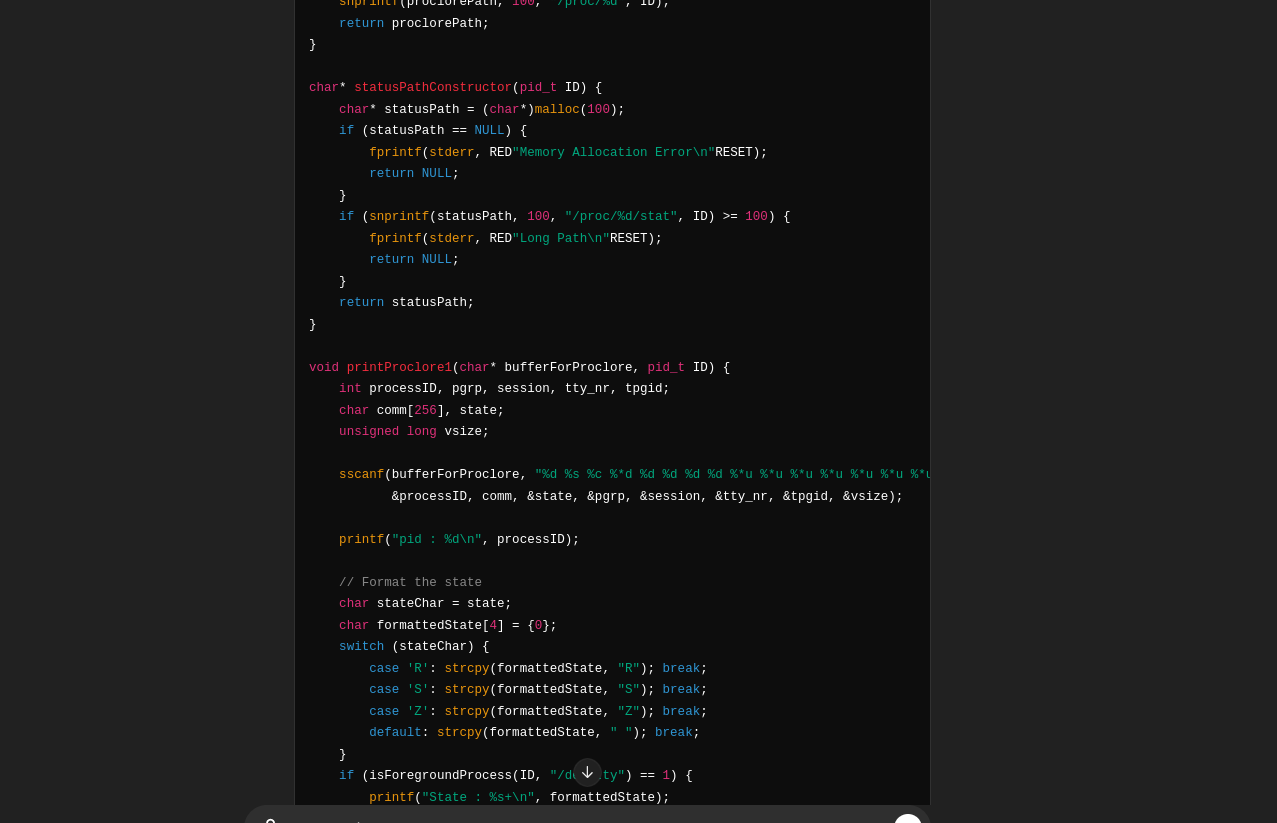 snprintf(proclorePath, 100, "/proc/%d", ID);
return proclorePath;
}
char* statusPathConstructor(pid_t ID) {
char* statusPath = (char*)malloc(100);
if (statusPath == NULL) {
fprintf(stderr, RED"Memory Allocation Error\n"RESET);
return NULL;
}
if (snprintf(statusPath, 100, "/proc/%d/stat", ID) >= 100) {
fprintf(stderr, RED"Long Path\n"RESET);
return NULL;
}
return statusPath;
}
void printProclore1(char* bufferForProclore, pid_t ID) {
int processID, pgrp, session, tty_nr, tpgid;
char comm[256], state;
unsigned long vsize;
sscanf(bufferForProclore, "%d %s %c %*d %d %d %d %d %*u %*u %*u %*u %*u %*u %*u
&processID, comm, &state, &pgrp, &session, &tty_nr, &tpgid, &vsize);
printf("pid : %d\n", processID);
// Format the state
char stateChar = state;
char formattedState[4] = {0};
switch (stateChar) {
case 'R': strcpy(formattedState, "R"); break;
case 'S': strcpy(formattedState, "S"); break;
case 'Z': strcpy(formattedState, "Z"); break;
default: strcpy(formattedState, " "); break;
}
if (isForegroundProcess(ID, "/d ty") == 1) {
printf("State : %s+\n", formattedState);